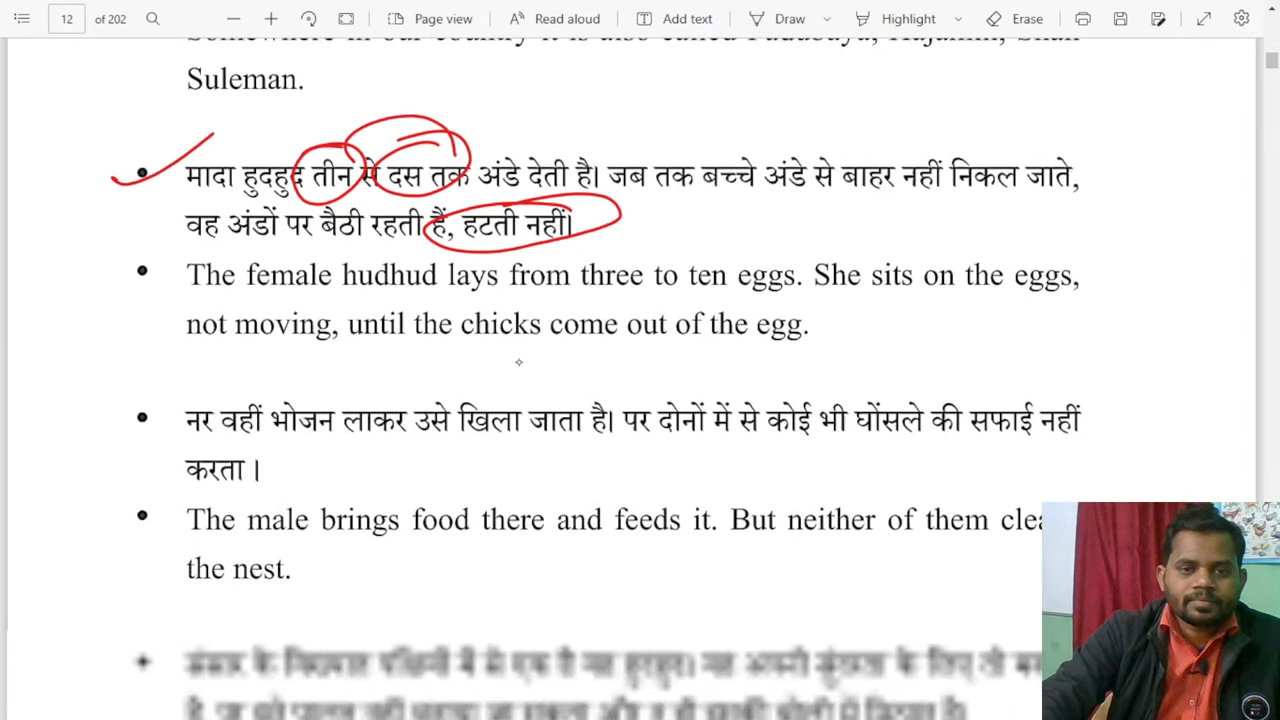 12 of 202 Page view Read aloud Add text Draw Highlight Erase
Suleman.
मादा हुदहुद तीन से दस तक अंडे देती है। जब तक बच्चे अंडे से बाहर नहीं निकल जाते,
वह अंडों पर बैठी रहती हैं, हटती नहीं।
The female hudhud lays from three to ten eggs. She sits on the eggs,
not moving, until the chicks come out of the egg.
नर वहीं भोजन लाकर उसे खिला जाता है। पर दोनों में से कोई भी घोंसले की सफाई नहीं
करता ।
The male brings food there and feeds it. But neither of them
the nest.